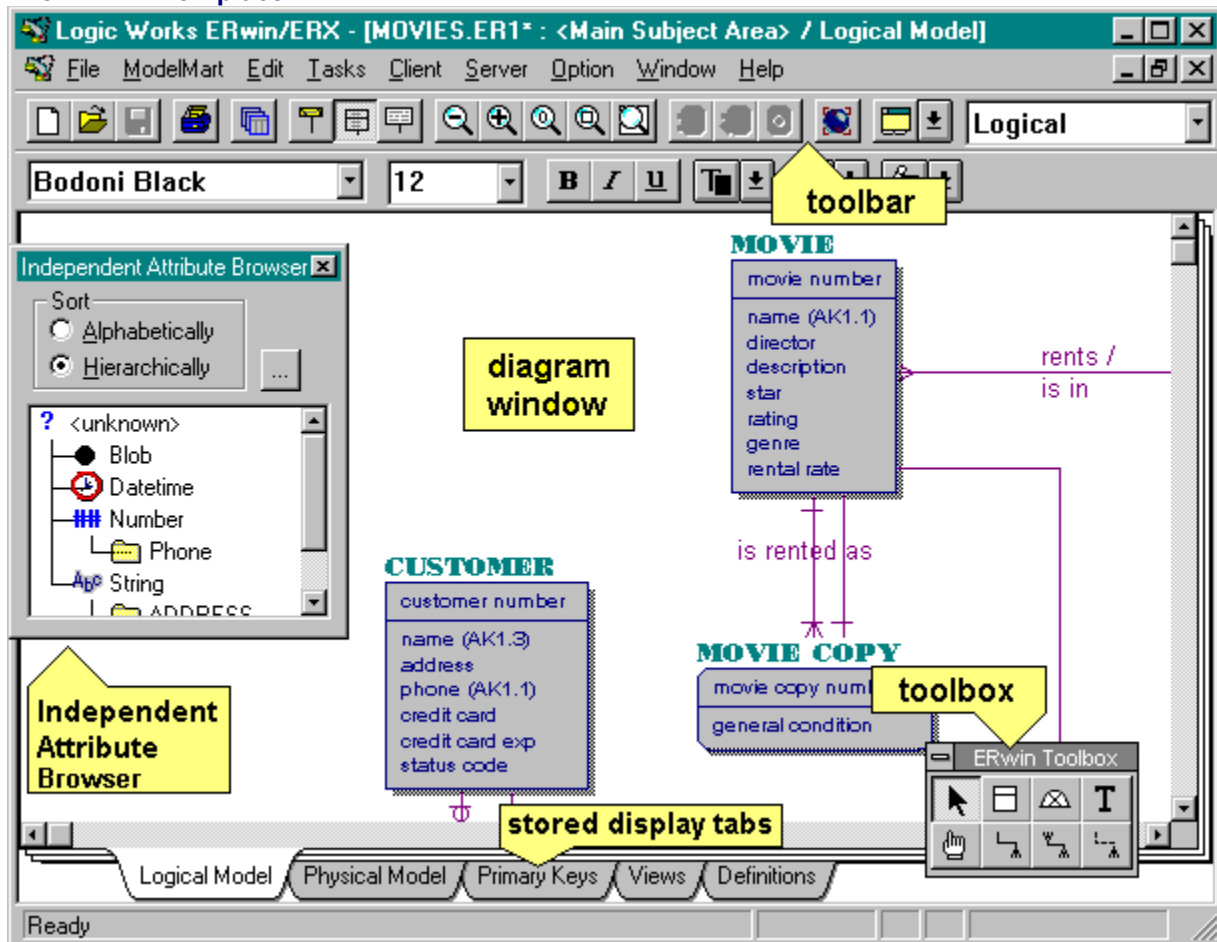 Logic Works ERwin/ERX - [MOVIES.ER1* : <Main Subject Area> / Logical Model]
File ModelMart Edit Tasks Client Server Option Window Help
Logical
Bodoni Black 12 B I U T
toolbar
Independent Attribute Browser
Sort
Alphabetically
Hierarchically
...
? <unknown>
Blob
Datetime
## Number
Phone
Abc String
ADDRESS
Independent
Attribute
Browser
diagram
window
MOVIE
movie number
name (AK1.1)
director
description
star
rating
genre
rental rate
rents /
is in
is rented as
CUSTOMER
customer number
name (AK1.3)
address
phone (AK1.1)
credit card
credit card exp
status code
MOVIE COPY
movie copy num
general condition
toolbox
ERwin Toolbox
T
stored display tabs
Logical Model Physical Model Primary Keys Views Definitions
Ready